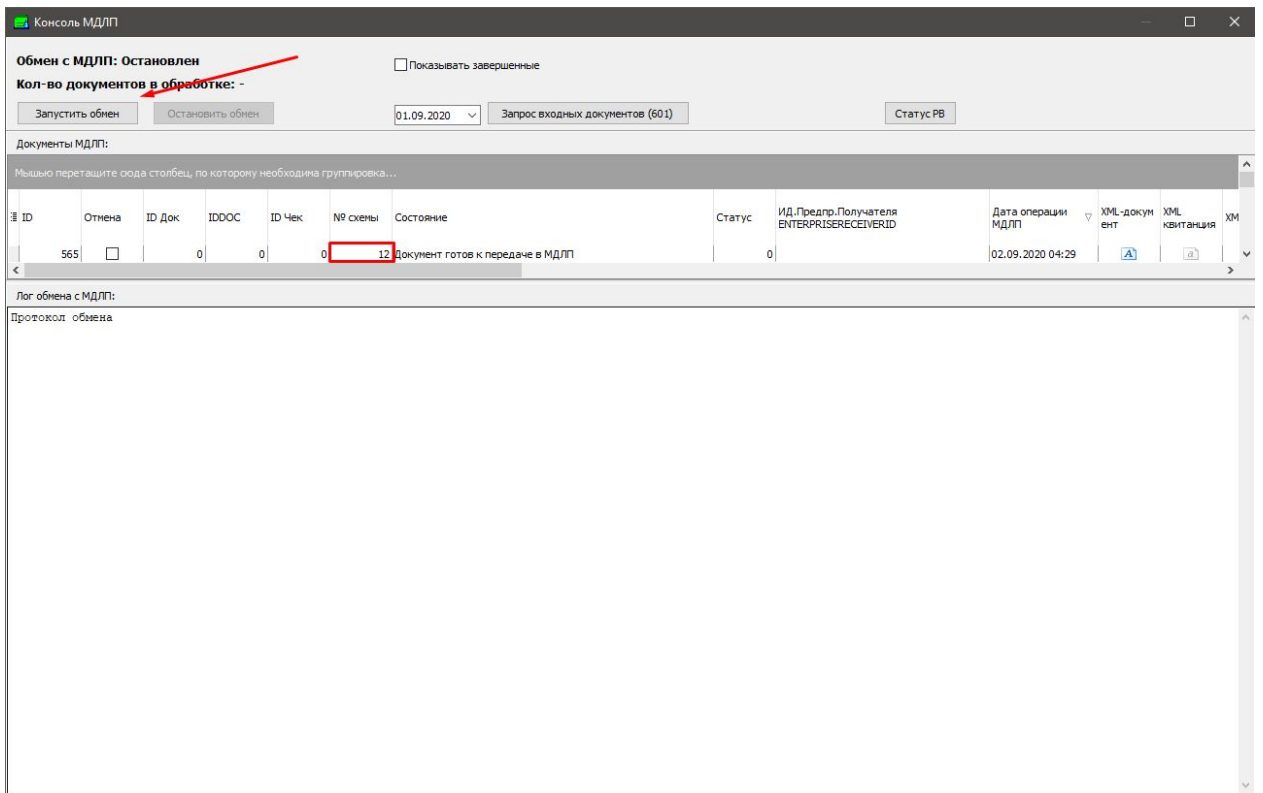 Консоль МДЛП
Обмен с МДЛП: Остановлен
Показывать завершенные
Кол-во документов в обработке: -
Запустить обмен Остановить обмен 01.09.2020 Запрос входных документов (601) Статус РВ
Документы МДЛП:
Мышью перетащите сюда столбец, по которому необходима группировка...
ID Отмена ID Док IDDOC ID Чек № схемы Состояние Статус ИД.Предпр.Получателя ENTERPRISERECEIVERID Дата операции МДЛП XML-документ XML квитанция XM
565 0 0 0 12 Документ готов к передаче в МДЛП 0 02.09.2020 04:29 A a
Лог обмена с МДЛП:
Протокол обмена